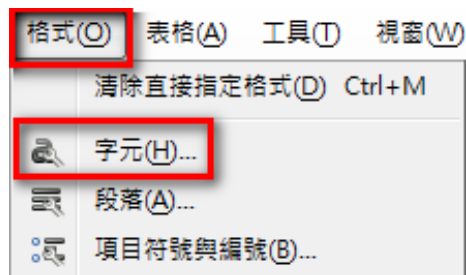 格式(O) 表格(A) 工具(T) 視窗(W)
清除直接指定格式(D) Ctrl+M
字元(H)...
段落(A)...
項目符號與編號(B)...